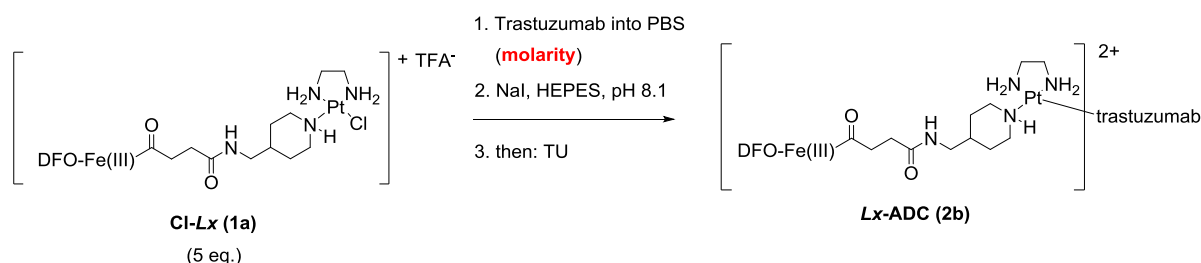 + TFA-
H2N
NH2
Pt
Cl
N
H
O
H
N
DFO-Fe(III)
O
Cl-Lx (1a)
(5 eq.)
1. Trastuzumab into PBS
(molarity)
2. NaI, HEPES, pH 8.1
3. then: TU
2+
H2N
NH2
Pt
trastuzumab
N
H
O
H
N
DFO-Fe(III)
O
Lx-ADC (2b)